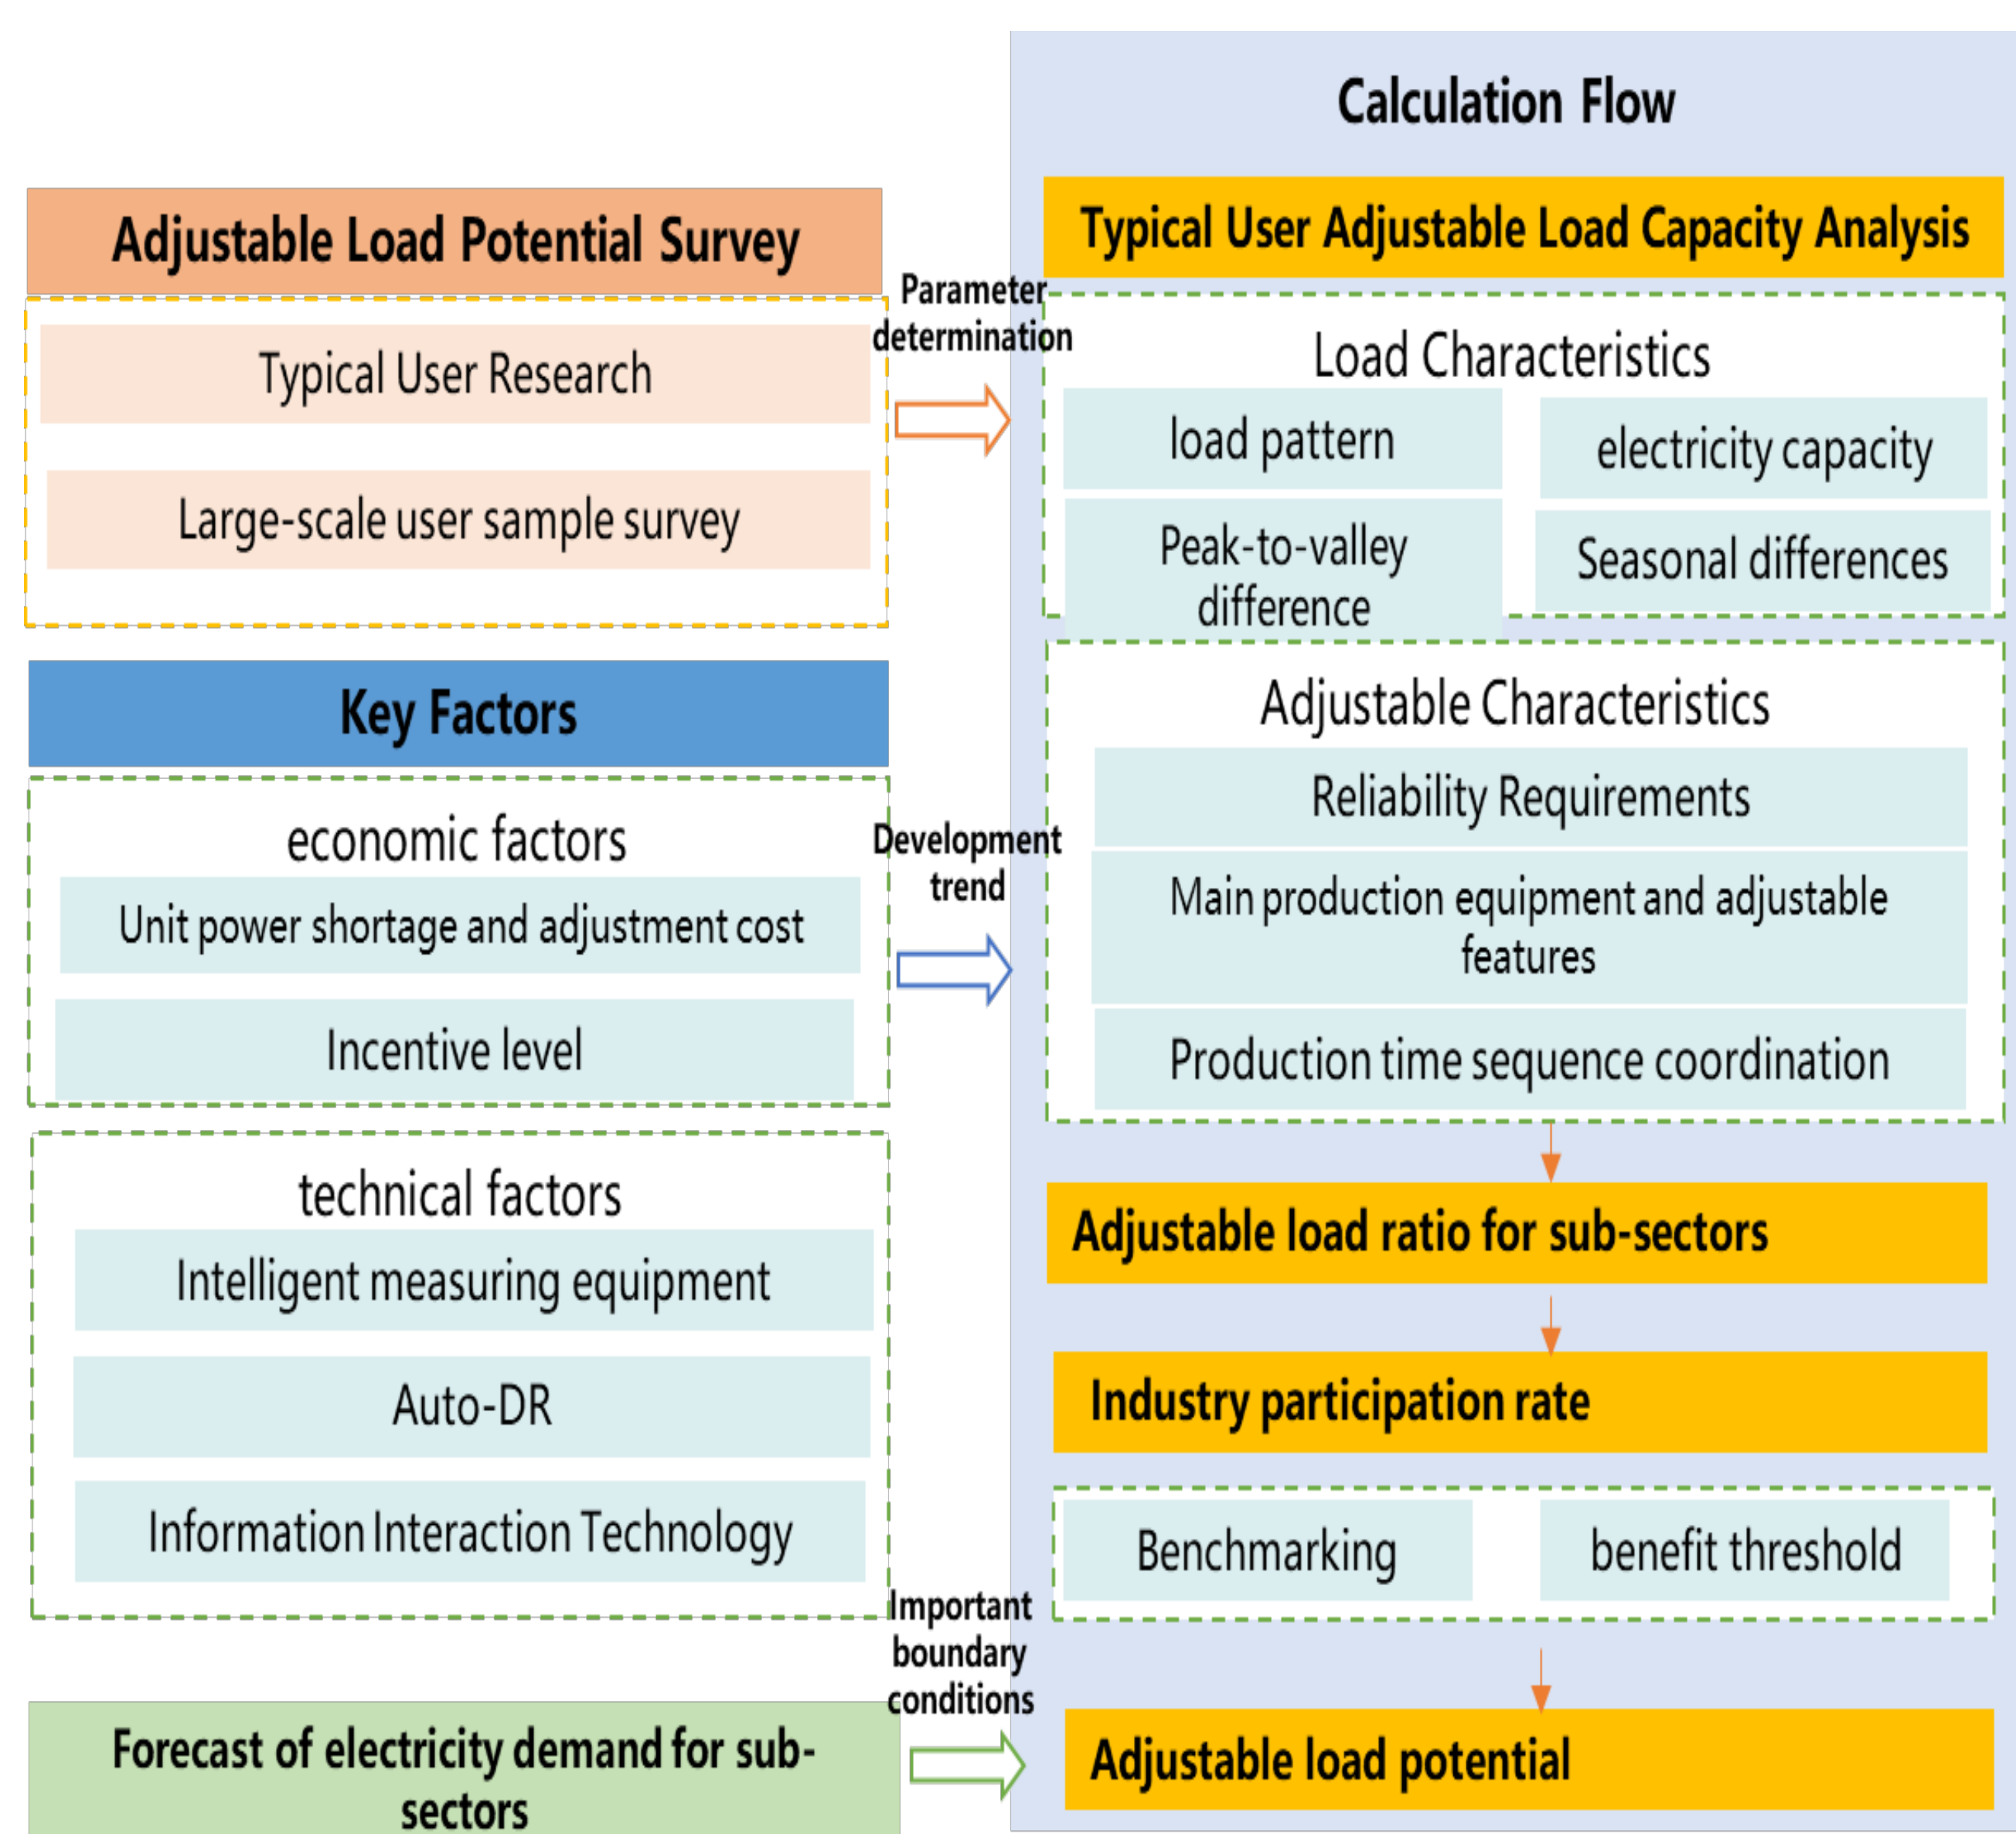 Calculation Flow
Adjustable Load Potential Survey
Typical User Research
Large-scale user sample survey
Parameter
determination
Key Factors
economic factors
Unit power shortage and adjustment cost
Incentive level
Development
trend
technical factors
Intelligent measuring equipment
Auto-DR
Information Interaction Technology
Important
boundary
conditions
Forecast of electricity demand for sub-
sectors
Typical User Adjustable Load Capacity Analysis
Load Characteristics
load pattern
electricity capacity
Peak-to-valley
difference
Seasonal differences
Adjustable Characteristics
Reliability Requirements
Main production equipment and adjustable
features
Production time sequence coordination
Adjustable load ratio for sub-sectors
Industry participation rate
Benchmarking
benefit threshold
Adjustable load potential